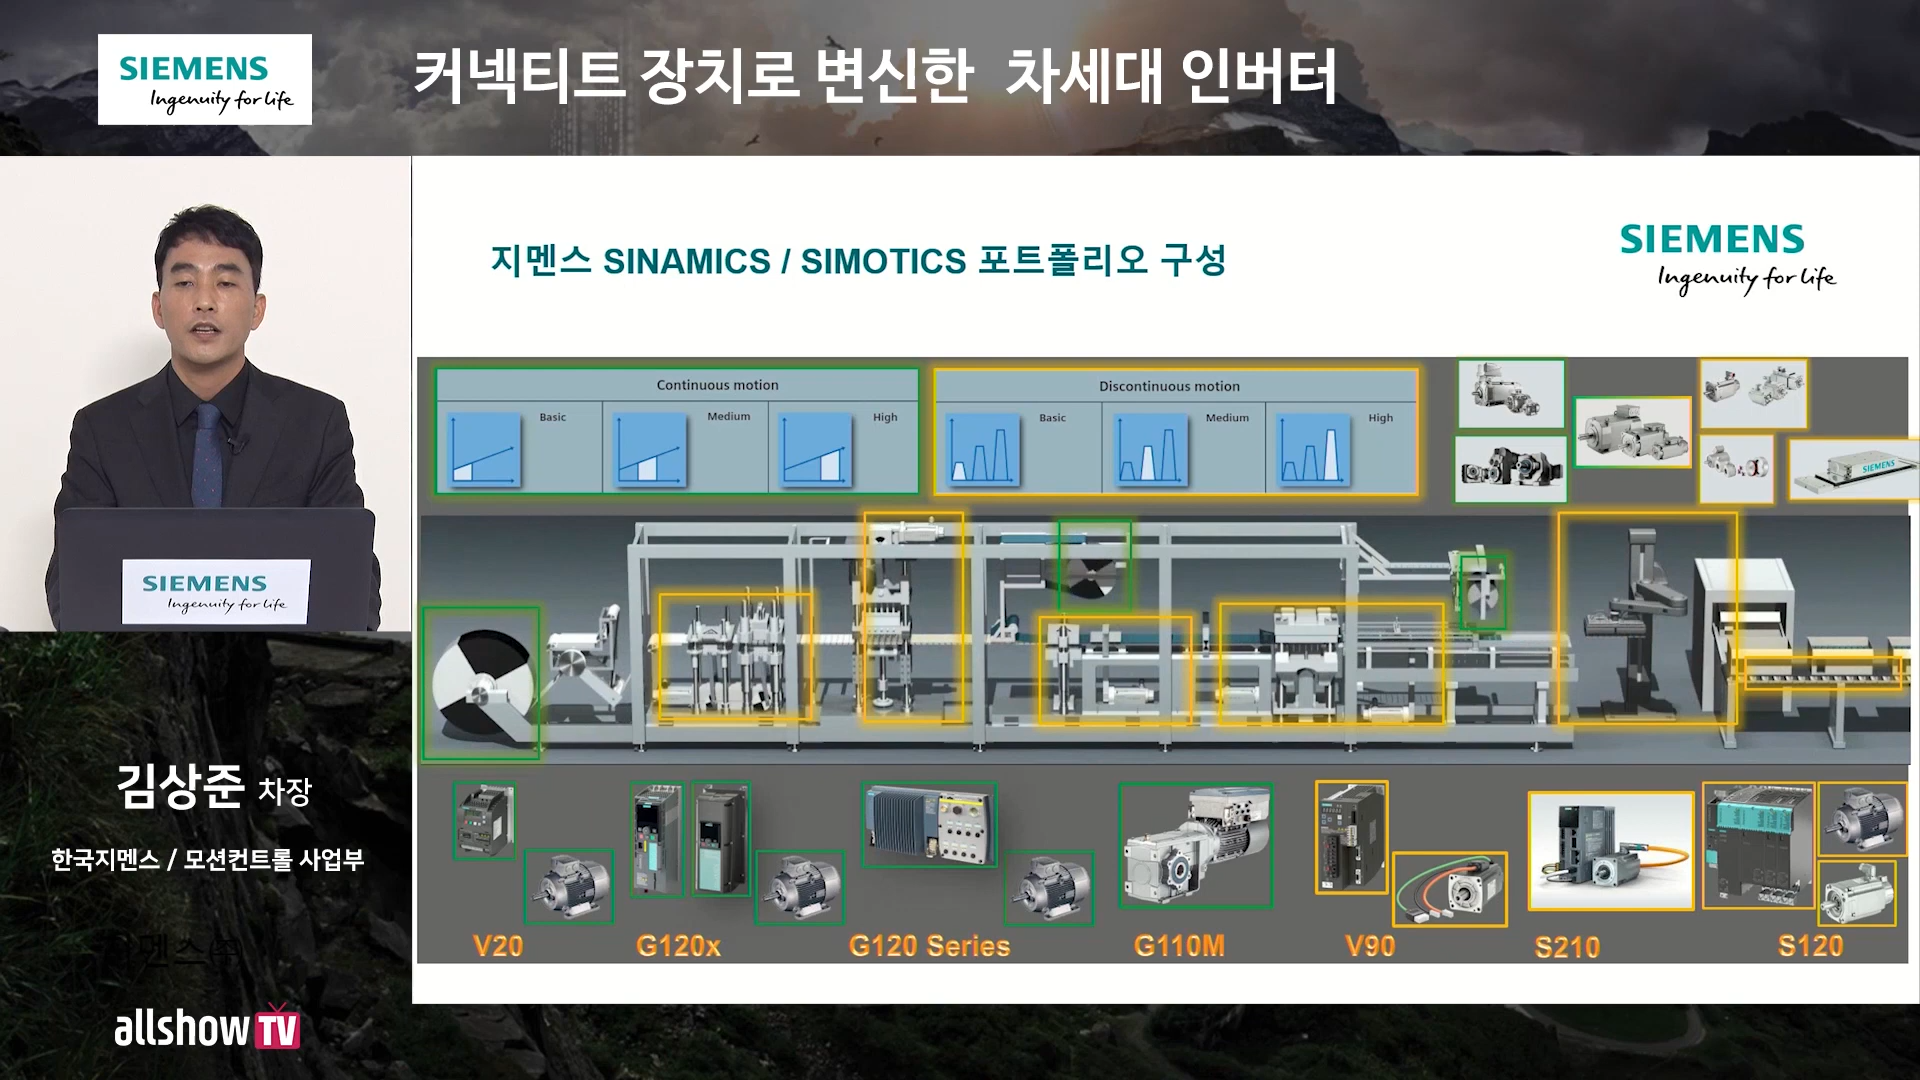 SIEMENS
Ingenuity for life
커넥티트 장치로 변신한 차세대 인버터
지멘스 SINAMICS / SIMOTICS 포트폴리오 구성
SIEMENS
Ingenuity for life
Continuous motion
Basic
Medium
High
Discontinuous motion
Basic
Medium
High
SIEMENS
SIEMENS
Ingenuity for life
V20
G120x
G120 Series
G110M
V90
S210
S120
김상준 차장
한국지멘스 / 모션컨트롤 사업부
allshow TV